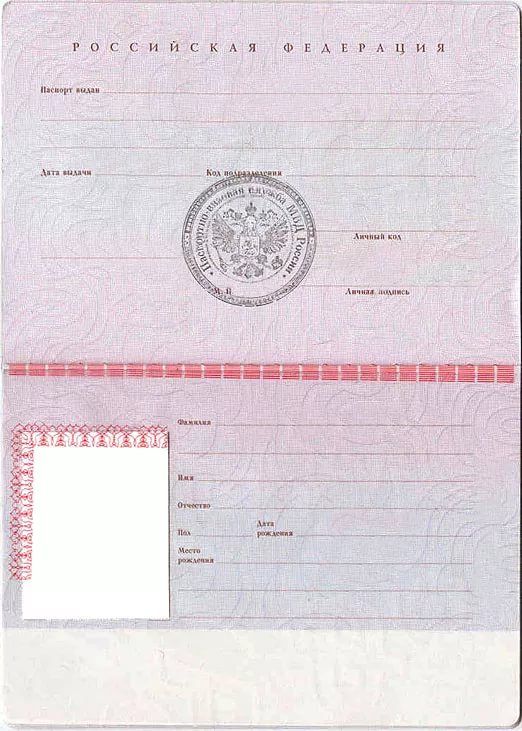 РОССИЙСКАЯ ФЕДЕРАЦИЯ
Паспорт выдан
Дата выдачи
Код подразделения
Паспортно-визовая служба МВД России
Личный код
М. П
Личная подпись
Фамилия
Имя
Отчество
Пол
Дата
рождения
Место
рождения